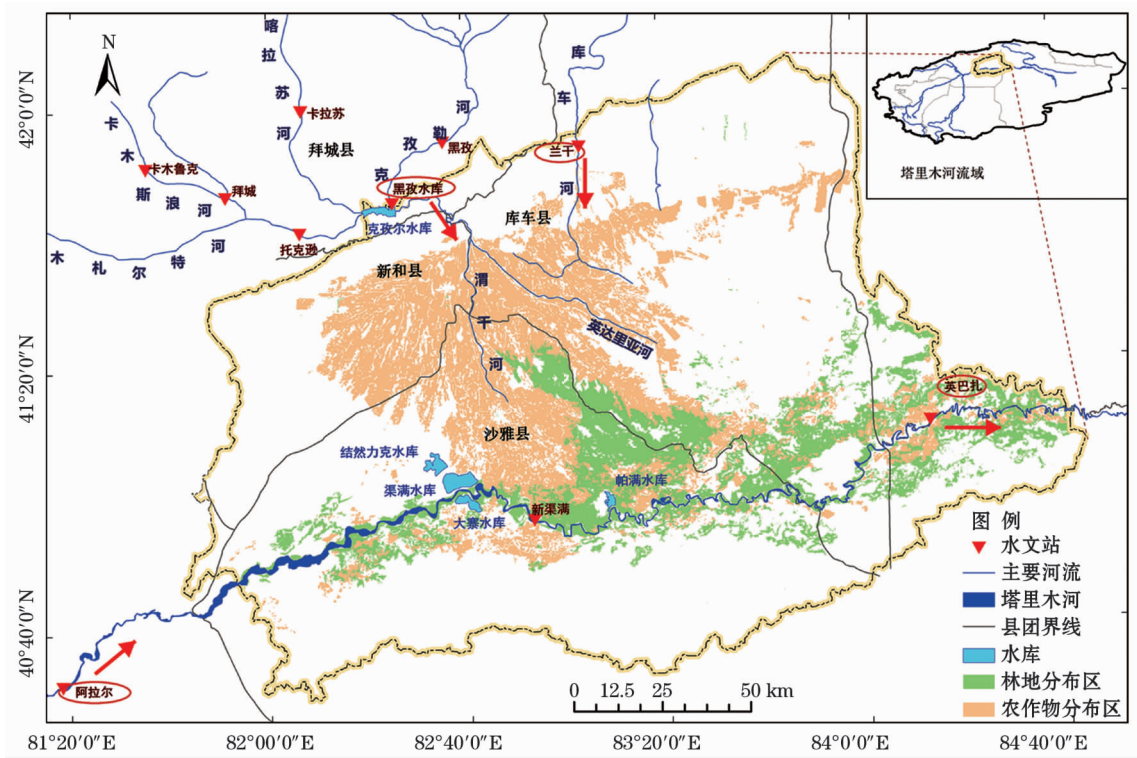 N
42°0′0″N
41°20′0″N
40°40′0″N
81°20′0″E
82°0′0″E
82°40′0″E
83°20′0″E
84°0′0″E
84°40′0″E
喀拉苏河
卡拉苏
拜城县
卡木斯浪河
卡木鲁克
拜城
木札尔特河
托克逊
克孜勒河
黑孜
黑孜水库
克孜尔水库
库车河
兰干
库车县
新和县
渭干河
英达里亚河
沙雅县
结然力克水库
渠满水库
大寨水库
新渠满
帕满水库
英巴扎
阿拉尔
塔里木河流域
图 例
水文站
主要河流
塔里木河
县团界线
水库
林地分布区
农作物分布区
0 12.5 25 50 km